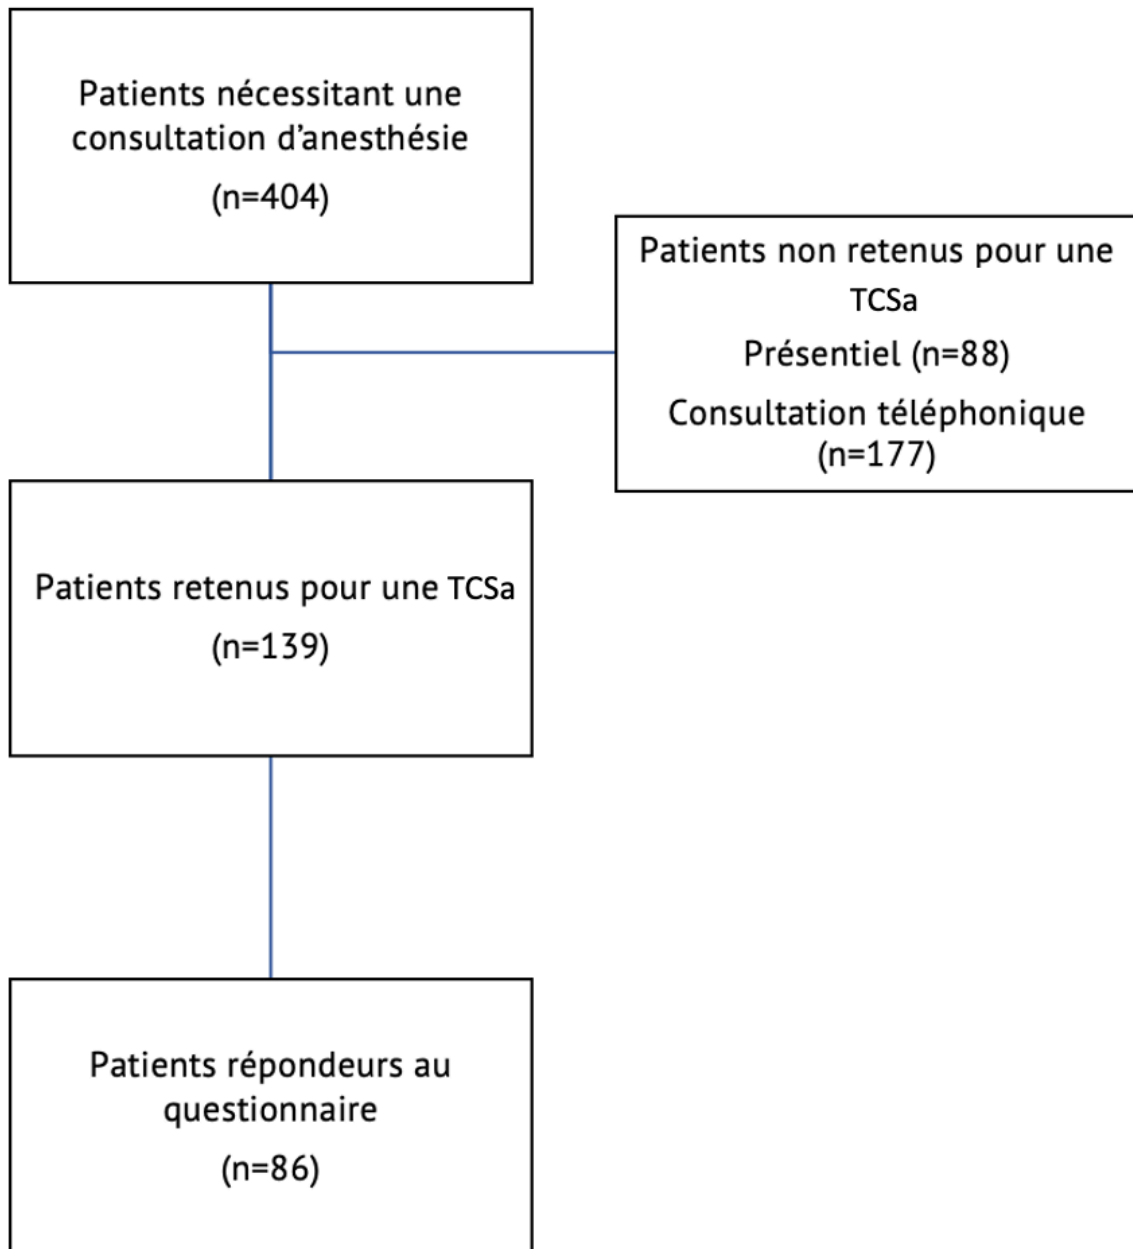 Patients nécessitant une
consultation d’anesthésie
(n=404)
Patients non retenus pour une
TCSa
Présentiel (n=88)
Consultation téléphonique
(n=177)
Patients retenus pour une TCSa
(n=139)
Patients répondeurs au
questionnaire
(n=86)